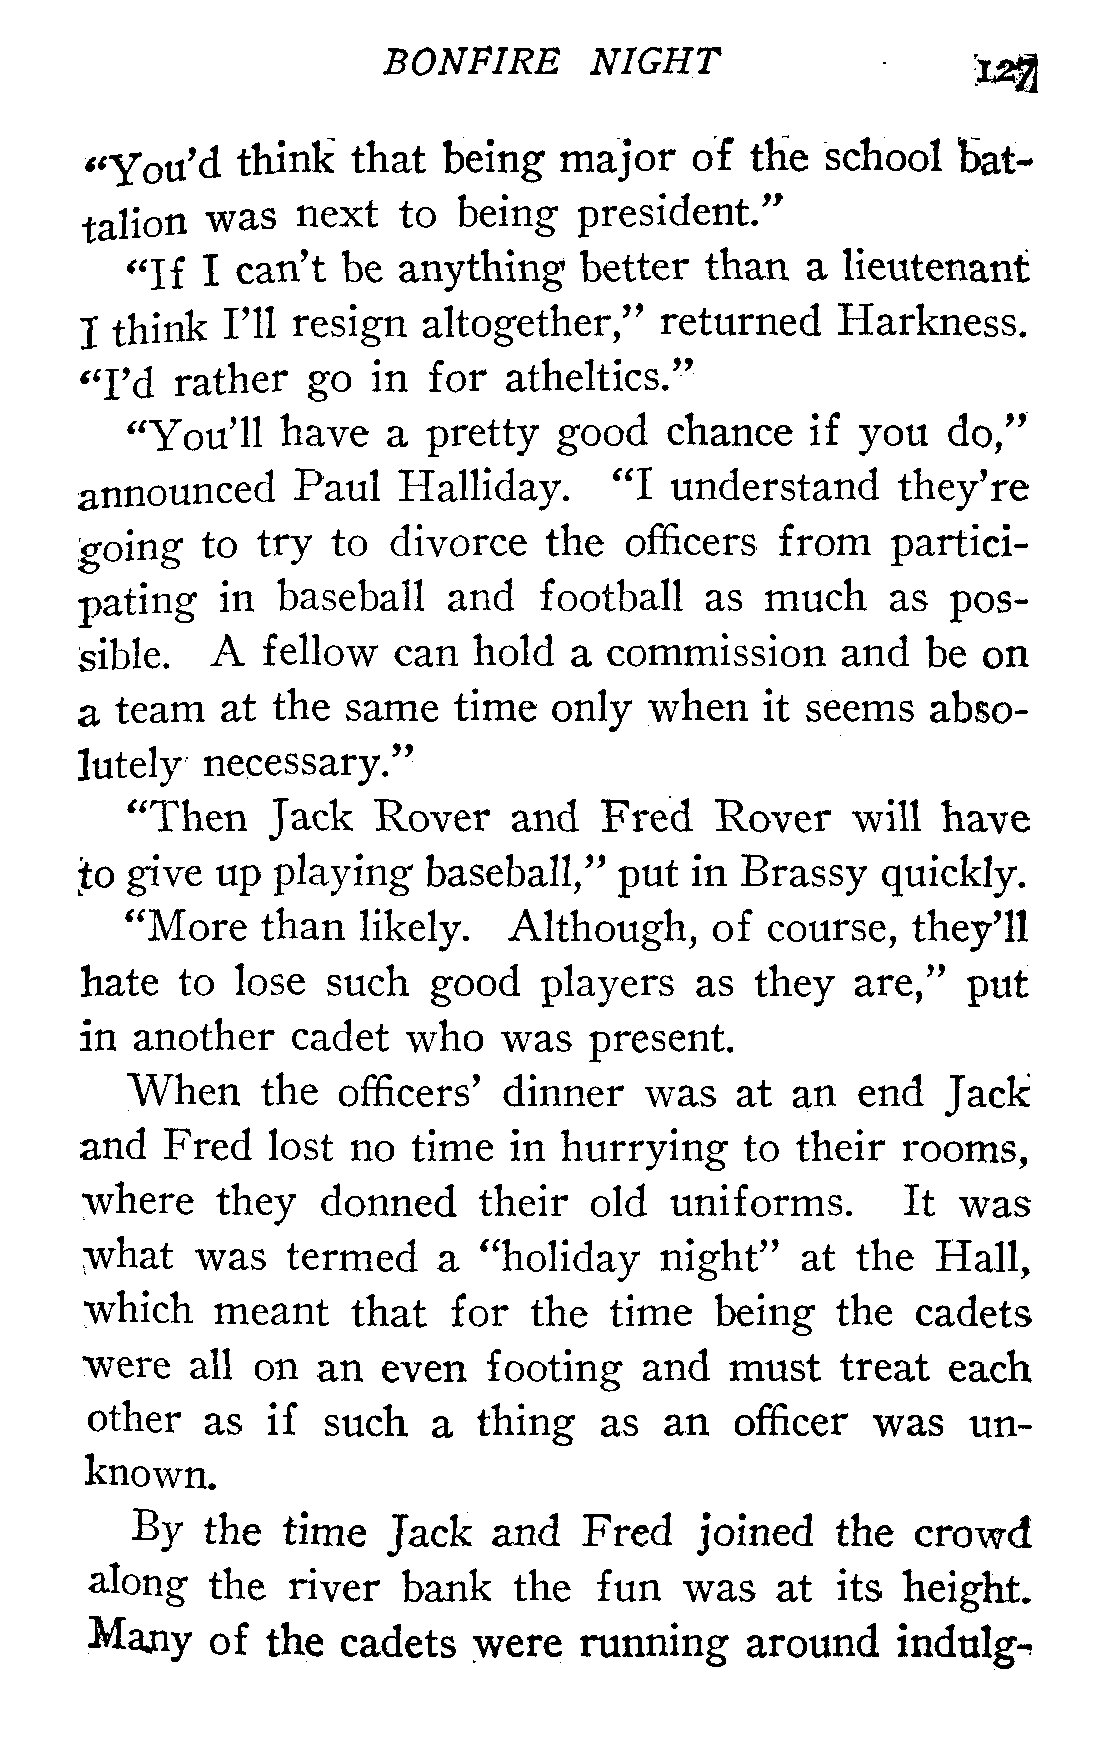 BONFIRE NIGHT 127
“You’d think that being major of the school bat-
talion was next to being president.”
“If I can’t be anything better than a lieutenant
I think I’ll resign altogether,” returned Harkness.
“I’d rather go in for atheltics.”
“You’ll have a pretty good chance if you do,”
announced Paul Halliday. “I understand they’re
going to try to divorce the officers from partici-
pating in baseball and football as much as pos-
sible. A fellow can hold a commission and be on
a team at the same time only when it seems abso-
lutely necessary.”
“Then Jack Rover and Fred Rover will have
to give up playing baseball,” put in Brassy quickly.
“More than likely. Although, of course, they’ll
hate to lose such good players as they are,” put
in another cadet who was present.
When the officers’ dinner was at an end Jack
and Fred lost no time in hurrying to their rooms,
where they donned their old uniforms. It was
what was termed a “holiday night” at the Hall,
which meant that for the time being the cadets
were all on an even footing and must treat each
other as if such a thing as an officer was un-
known.
By the time Jack and Fred joined the crowd
along the river bank the fun was at its height.
Many of the cadets were running around indulg-